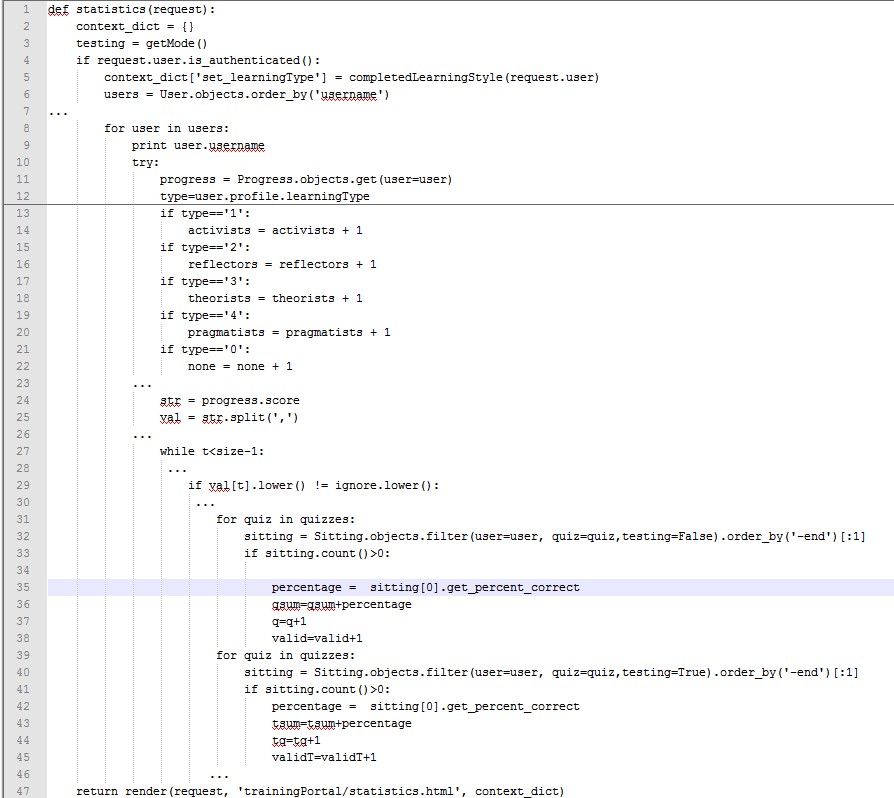 1 def statistics(request):
2     context_dict = {}
3     testing = getMode()
4     if request.user.is_authenticated():
5         context_dict['set_learningType'] = completedLearningStyle(request.user)
6         users = User.objects.order_by('username')
7 ...
8         for user in users:
9             print user.username
10             try:
11                 progress = Progress.objects.get(user=user)
12                 type=user.profile.learningType
13                 if type=='1':
14                     activists = activists + 1
15                 if type=='2':
16                     reflectors = reflectors + 1
17                 if type=='3':
18                     theorists = theorists + 1
19                 if type=='4':
20                     pragmatists = pragmatists + 1
21                 if type=='0':
22                     none = none + 1
23             ...
24                 str = progress.score
25                 val = str.split(',')
26             ...
27                 while t<size-1:
28                  ...
29                     if val[t].lower() != ignore.lower():
30                      ...
31                         for quiz in quizzes:
32                             sitting = Sitting.objects.filter(user=user, quiz=quiz,testing=False).order_by('-end')[:1]
33                             if sitting.count()>0:
34
35                                 percentage =  sitting[0].get_percent_correct
36                                 qsum=qsum+percentage
37                                 q=q+1
38                                 valid=valid+1
39                         for quiz in quizzes:
40                             sitting = Sitting.objects.filter(user=user, quiz=quiz,testing=True).order_by('-end')[:1]
41                             if sitting.count()>0:
42                                 percentage =  sitting[0].get_percent_correct
43                                 tsum=tsum+percentage
44                                 tq=tq+1
45                                 validT=validT+1
46                        ...
47     return render(request, 'trainingPortal/statistics.html', context_dict)